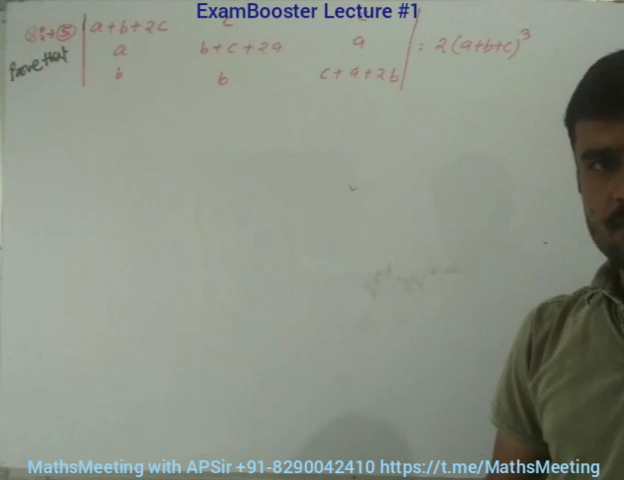 ExamBooster Lecture #1
Q:→ ⑤ | a+b+2c c |
Prove that | a b+c+2a a | : 2(a+b+c)³
| b b c+a+2b |
MathsMeeting with APSir +91-8290042410 https://t.me/MathsMeeting